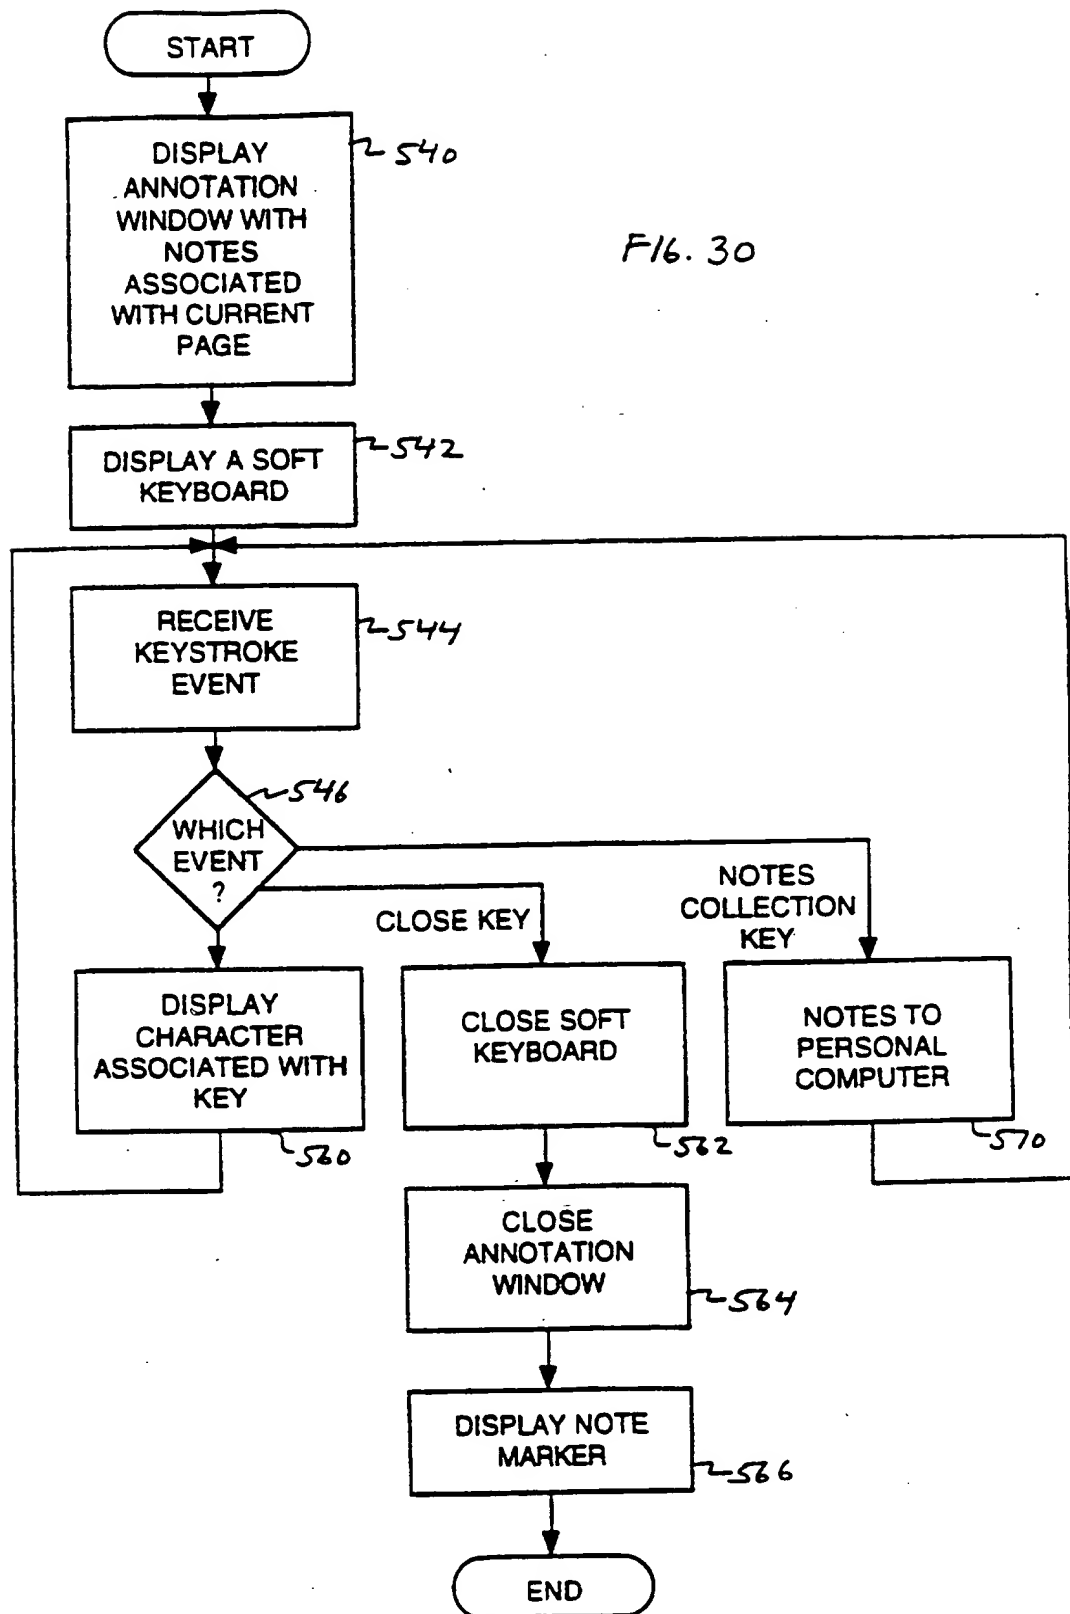 START
DISPLAY
ANNOTATION
WINDOW WITH
NOTES
ASSOCIATED
WITH CURRENT
PAGE
540
FIG. 30
DISPLAY A SOFT
KEYBOARD
542
RECEIVE
KEYSTROKE
EVENT
544
WHICH
EVENT
?
546
CLOSE KEY
NOTES
COLLECTION
KEY
DISPLAY
CHARACTER
ASSOCIATED WITH
KEY
560
CLOSE SOFT
KEYBOARD
562
NOTES TO
PERSONAL
COMPUTER
570
CLOSE
ANNOTATION
WINDOW
564
DISPLAY NOTE
MARKER
566
END